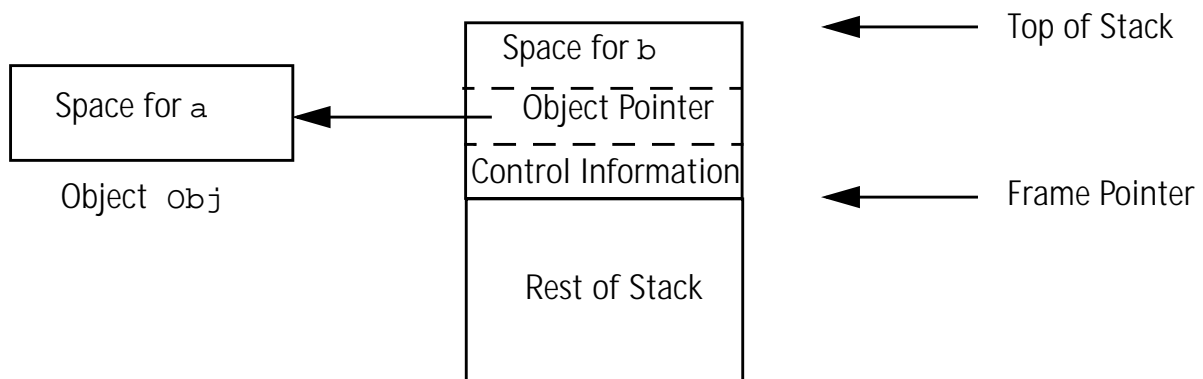 Space for b
Top of Stack
Space for a
Object Pointer
Control Information
Object Obj
Frame Pointer
Rest of Stack